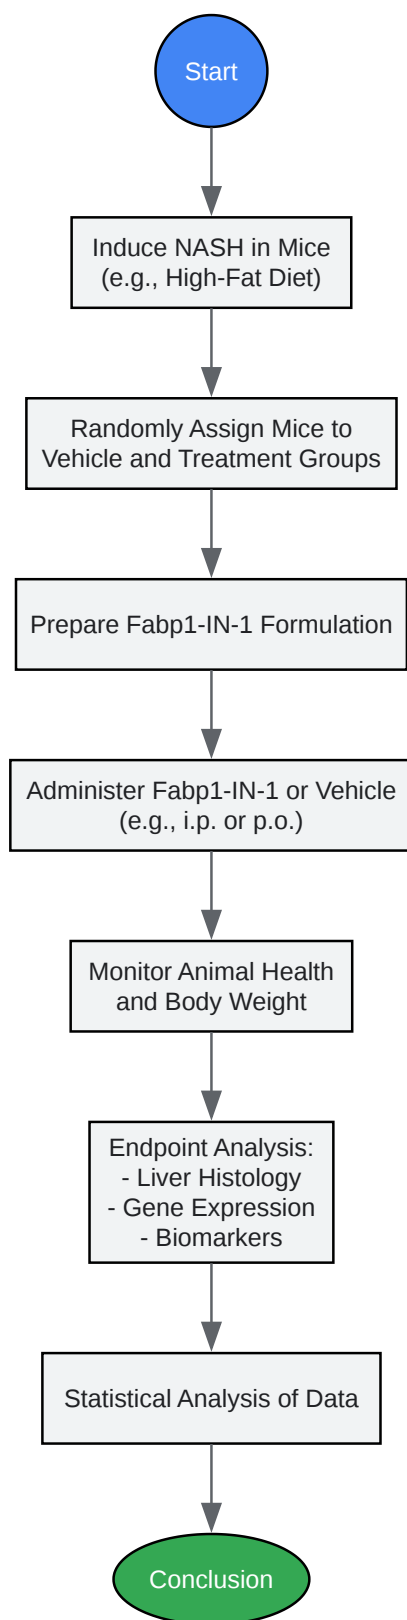 Start
Induce NASH in Mice
(e.g., High-Fat Diet)
Randomly Assign Mice to
Vehicle and Treatment Groups
Prepare Fabp1-IN-1 Formulation
Administer Fabp1-IN-1 or Vehicle
(e.g., i.p. or p.o.)
Monitor Animal Health
and Body Weight
Endpoint Analysis:
- Liver Histology
- Gene Expression
- Biomarkers
Statistical Analysis of Data
Conclusion